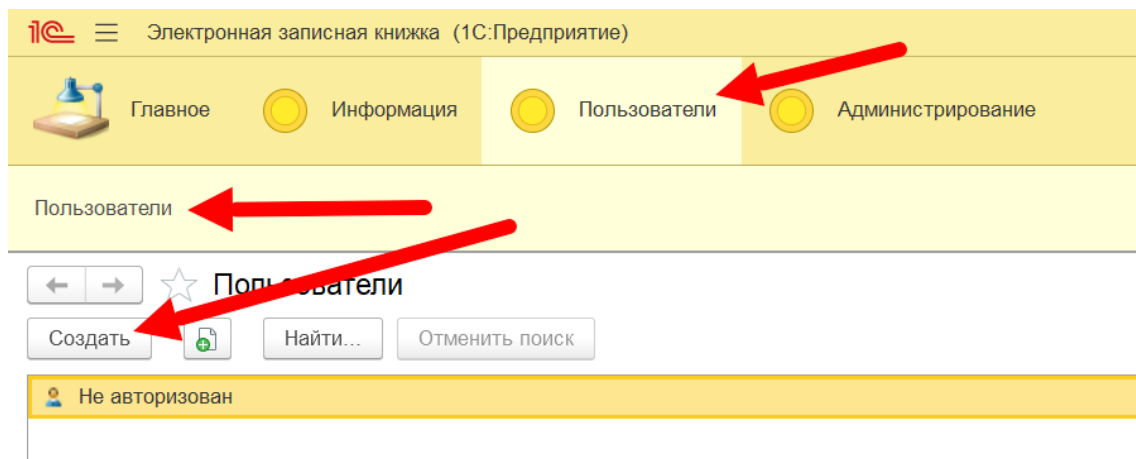 1С Электронная записная книжка (1С:Предприятие)
Главное Информация Пользователи Администрирование
Пользователи
Пользователи
Создать Найти... Отменить поиск
Не авторизован